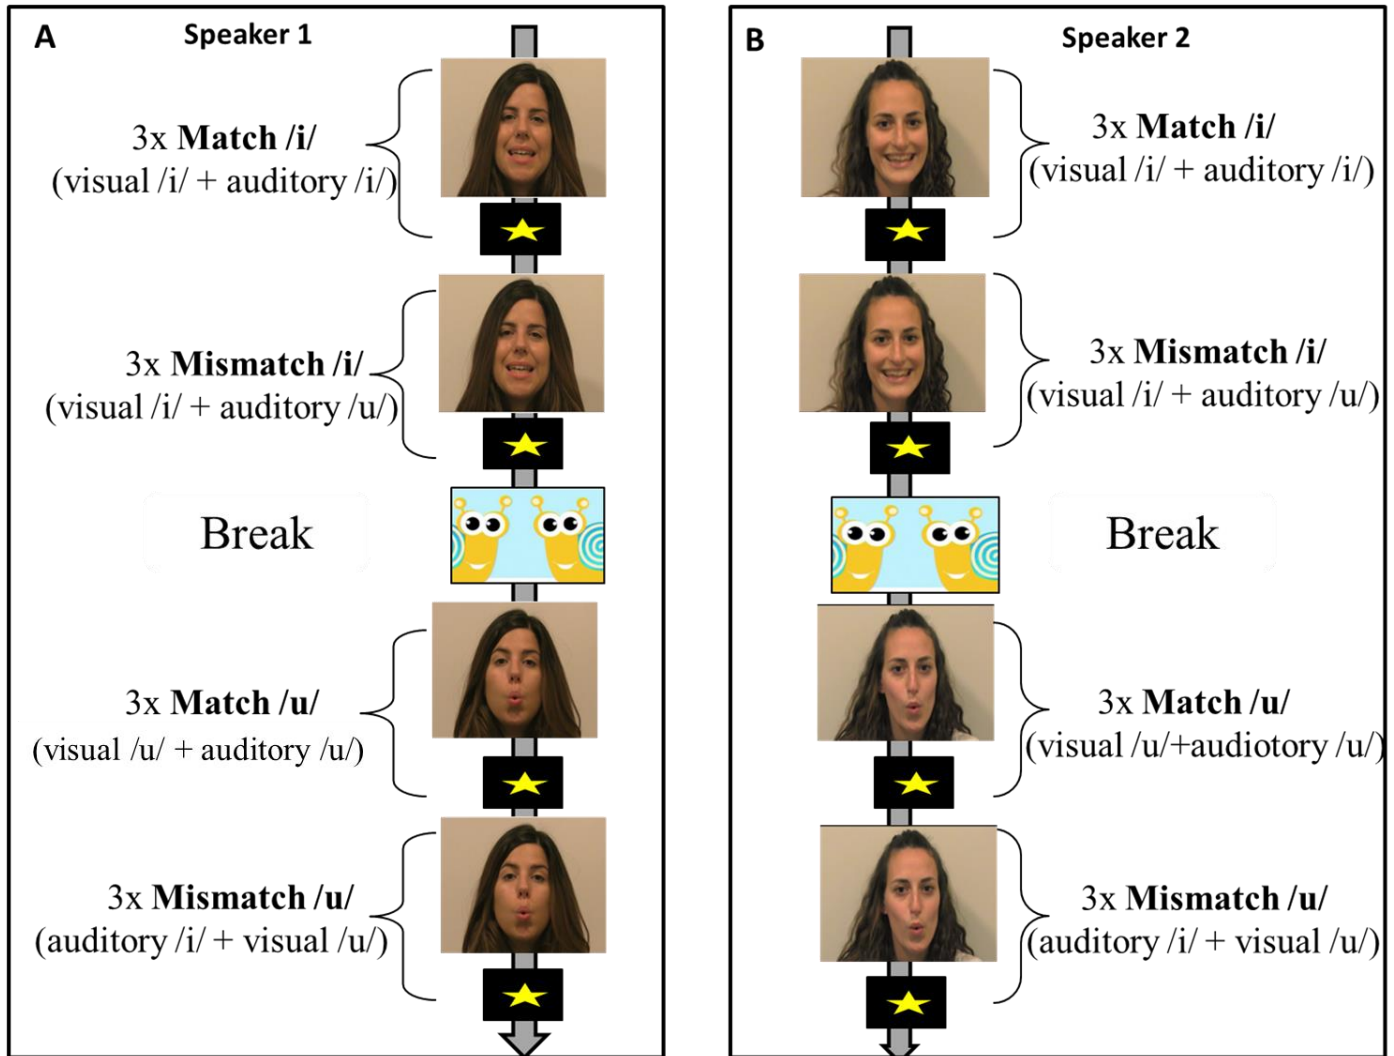 A
Speaker 1
3x Match /i/
(visual /i/ + auditory /i/)
3x Mismatch /i/
(visual /i/ + auditory /u/)
Break
3x Match /u/
(visual /u/ + auditory /u/)
3x Mismatch /u/
(auditory /i/ + visual /u/)
B
Speaker 2
3x Match /i/
(visual /i/ + auditory /i/)
3x Mismatch /i/
(visual /i/ + auditory /u/)
Break
3x Match /u/
(visual /u/+audiotory /u/)
3x Mismatch /u/
(auditory /i/ + visual /u/)